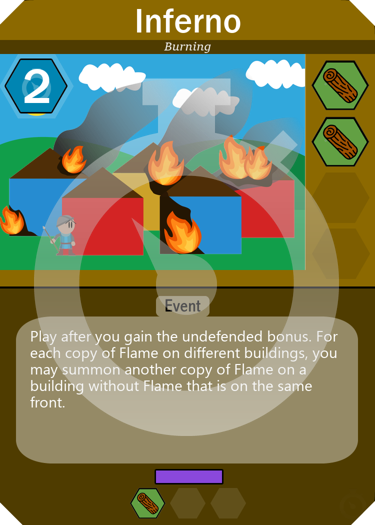 Inferno
Burning
2
Event
Play after you gain the undefended bonus. For
each copy of Flame on different buildings, you
may summon another copy of Flame on a
building without Flame that is on the same
front.